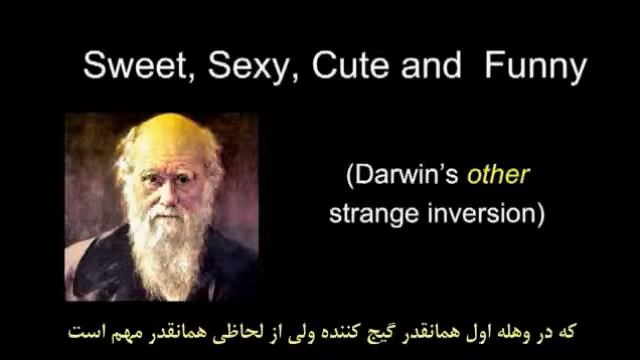 Sweet, Sexy, Cute and Funny
(Darwin's other
strange inversion)
که در وهله اول همانقدر گیج کننده ولی از لحاظی همانقدر مهم است